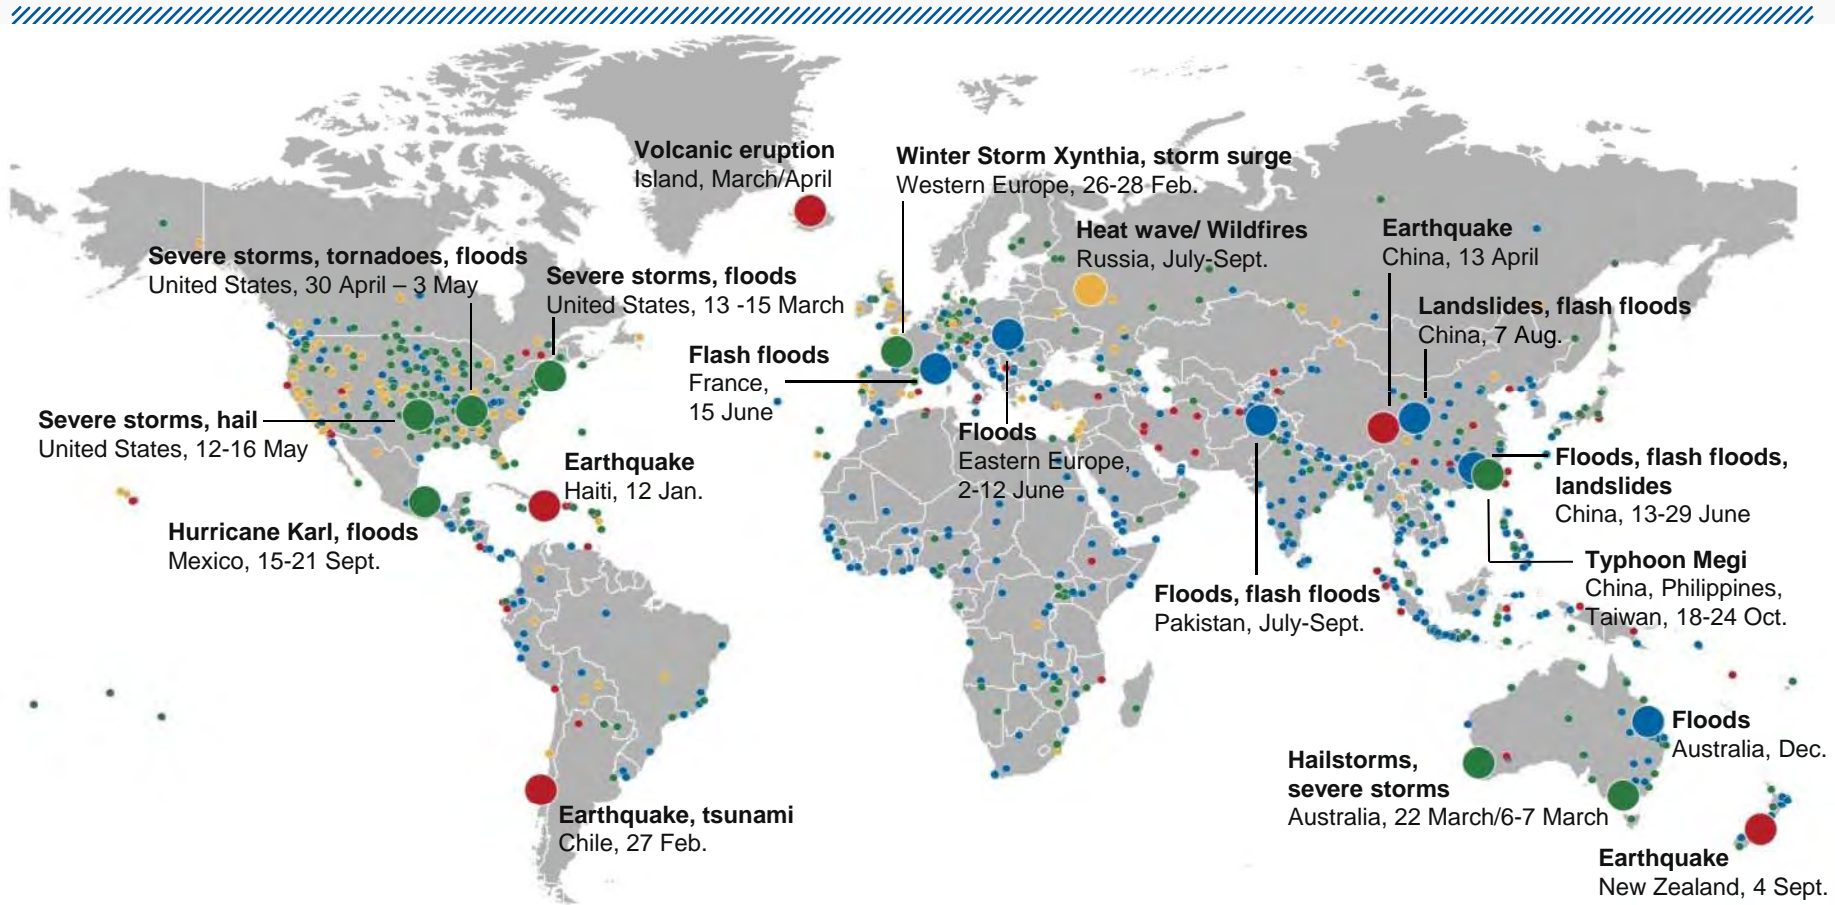 Volcanic eruption
Island, March/April
Winter Storm Xynthia, storm surge
Western Europe, 26-28 Feb.
Heat wave/ Wildfires
Russia, July-Sept.
Earthquake
China, 13 April
Severe storms, tornadoes, floods
United States, 30 April – 3 May
Severe storms, floods
United States, 13 -15 March
Landslides, flash floods
China, 7 Aug.
Flash floods
France,
15 June
Severe storms, hail
United States, 12-16 May
Floods
Eastern Europe,
2-12 June
Earthquake
Haiti, 12 Jan.
Floods, flash floods,
landslides
China, 13-29 June
Hurricane Karl, floods
Mexico, 15-21 Sept.
Typhoon Megi
China, Philippines,
Taiwan, 18-24 Oct.
Floods, flash floods
Pakistan, July-Sept.
Floods
Australia, Dec.
Hailstorms,
severe storms
Australia, 22 March/6-7 March
Earthquake, tsunami
Chile, 27 Feb.
Earthquake
New Zealand, 4 Sept.